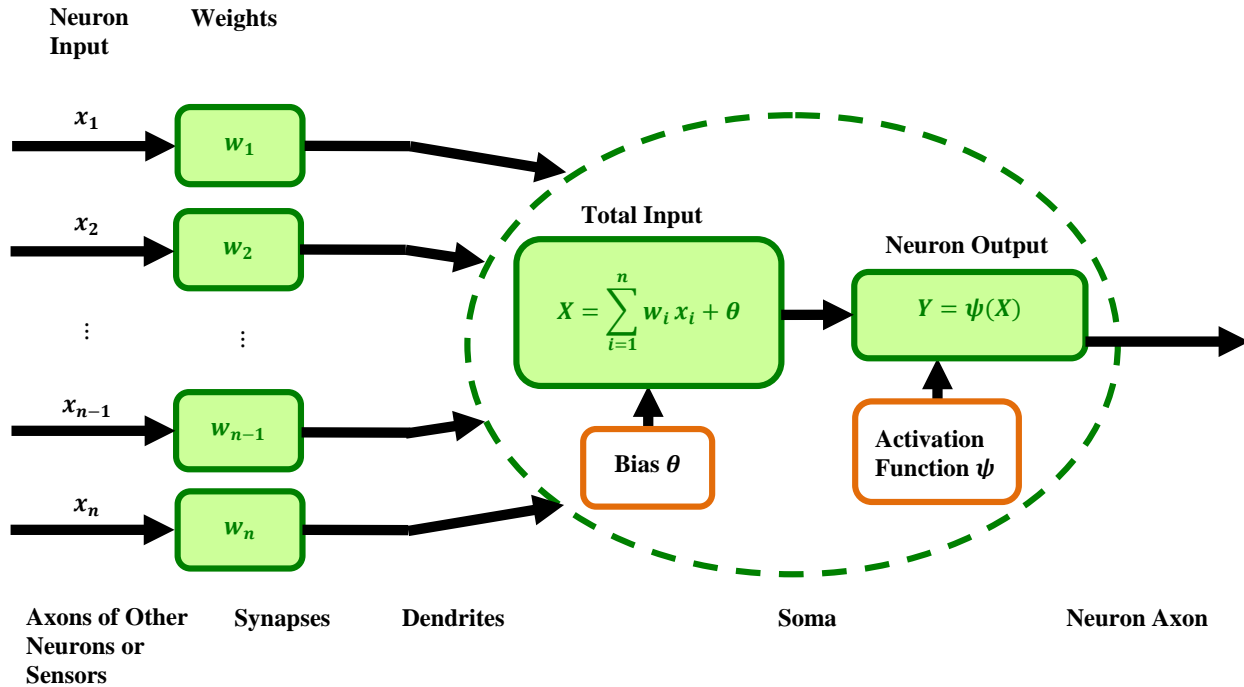 Neuron Weights
Input
x₁
w₁
x₂
w₂
Total Input
Neuron Output
X = ∑ᵢ₌₁ⁿ wᵢ xᵢ + θ
Y = ψ(X)
⋮ ⋮
xₙ₋₁
wₙ₋₁
Bias θ
Activation
Function ψ
xₙ
wₙ
Axons of Other
Neurons or
Sensors
Synapses
Dendrites
Soma
Neuron Axon